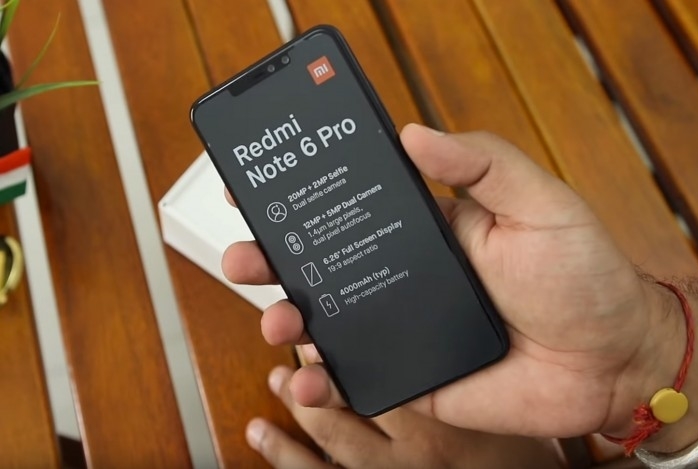 mi
Redmi
Note 6 Pro
20MP + 2MP Selfie
Dual selfie camera
12MP + 5MP Dual Camera
1.4μm large pixels,
dual pixel autofocus
6.26" Full Screen Display
19:9 aspect ratio
4000mAh (typ)
High-capacity battery